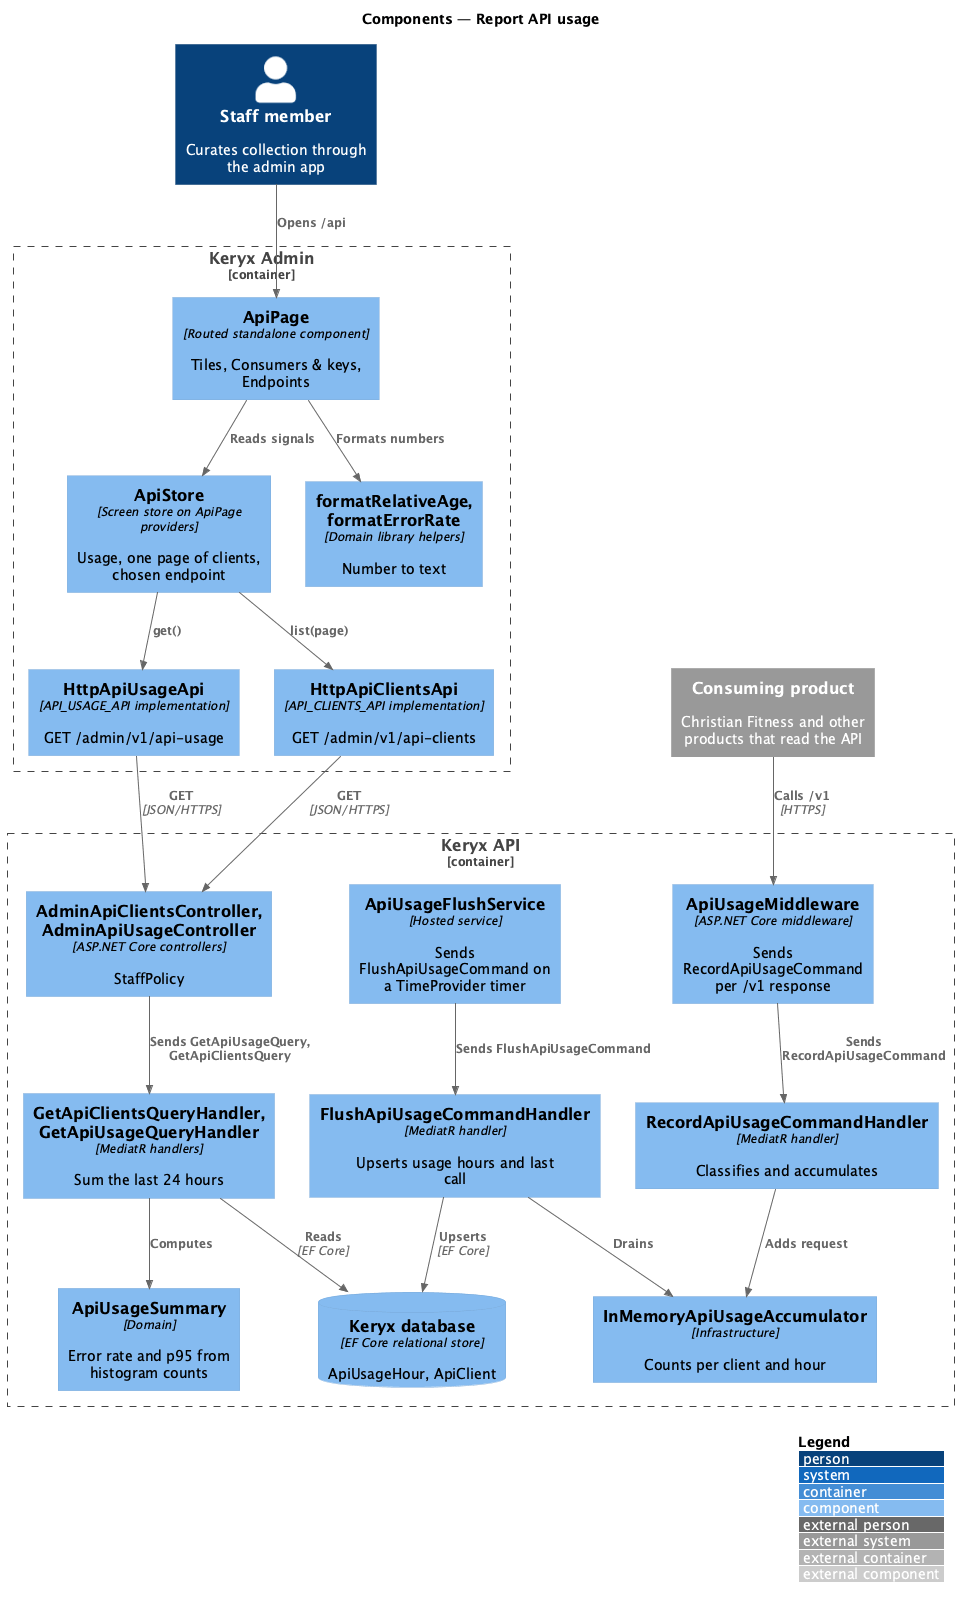 Components — Report API usage
Staff member
Curates collection through
the admin app
Opens /api
Keryx Admin
[container]
ApiPage
[Routed standalone component]
Tiles, Consumers & keys,
Endpoints
Reads signals
Formats numbers
ApiStore
[Screen store on ApiPage
providers]
Usage, one page of clients,
chosen endpoint
formatRelativeAge,
formatErrorRate
[Domain library helpers]
Number to text
get()
list(page)
HttpApiUsageApi
[API_USAGE_API implementation]
GET /admin/v1/api-usage
HttpApiClientsApi
[API_CLIENTS_API implementation]
GET /admin/v1/api-clients
Consuming product
Christian Fitness and other
products that read the API
GET
[JSON/HTTPS]
GET
[JSON/HTTPS]
Calls /v1
[HTTPS]
Keryx API
[container]
AdminApiClientsController,
AdminApiUsageController
[ASP.NET Core controllers]
StaffPolicy
ApiUsageFlushService
[Hosted service]
Sends
FlushApiUsageCommand on
a TimeProvider timer
ApiUsageMiddleware
[ASP.NET Core middleware]
Sends
RecordApiUsageCommand
per /v1 response
Sends GetApiUsageQuery,
GetApiClientsQuery
Sends FlushApiUsageCommand
Sends
RecordApiUsageCommand
GetApiClientsQueryHandler,
GetApiUsageQueryHandler
[MediatR handlers]
Sum the last 24 hours
FlushApiUsageCommandHandler
[MediatR handler]
Upserts usage hours and last
call
RecordApiUsageCommandHandler
[MediatR handler]
Classifies and accumulates
Computes
Reads
[EF Core]
Upserts
[EF Core]
Drains
Adds request
ApiUsageSummary
[Domain]
Error rate and p95 from
histogram counts
Keryx database
[EF Core relational store]
ApiUsageHour, ApiClient
InMemoryApiUsageAccumulator
[Infrastructure]
Counts per client and hour
Legend
person
system
container
component
external person
external system
external container
external component